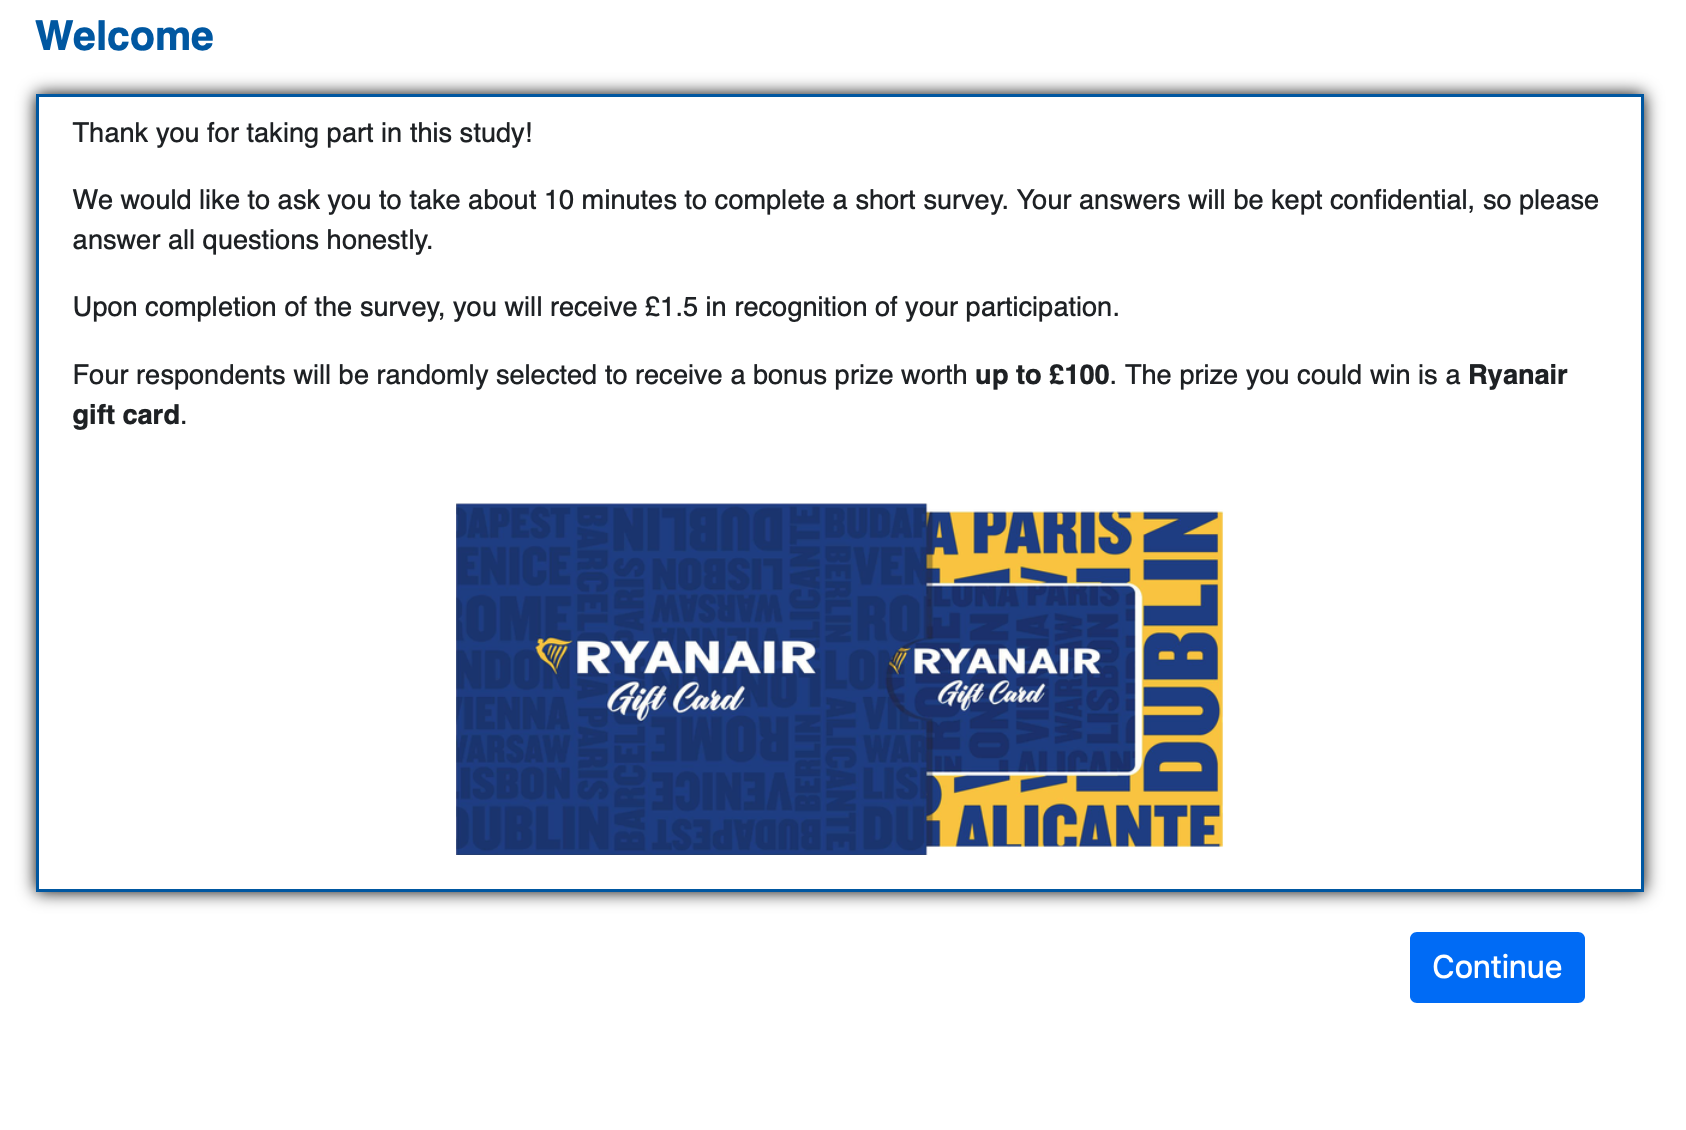 Welcome
Thank you for taking part in this study!
We would like to ask you to take about 10 minutes to complete a short survey. Your answers will be kept confidential, so please
answer all questions honestly.
Upon completion of the survey, you will receive £1.5 in recognition of your participation.
Four respondents will be randomly selected to receive a bonus prize worth up to £100. The prize you could win is a Ryanair
gift card.
RYANAIR
Gift Card
A PARIS
DUBLIN
RYANAIR
Gift Card
ALICANTE
Continue